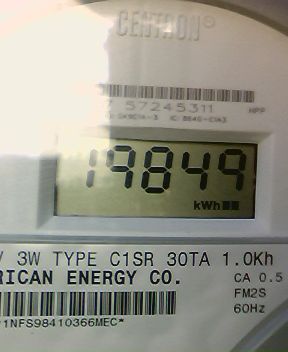 CENTRON®
57245311 HPP
19849
kWh
V 3W TYPE C1SR 30TA 1.0Kh
RICAN ENERGY CO. CA 0.5
FM2S
60Hz
*1NFS98410366MEC*